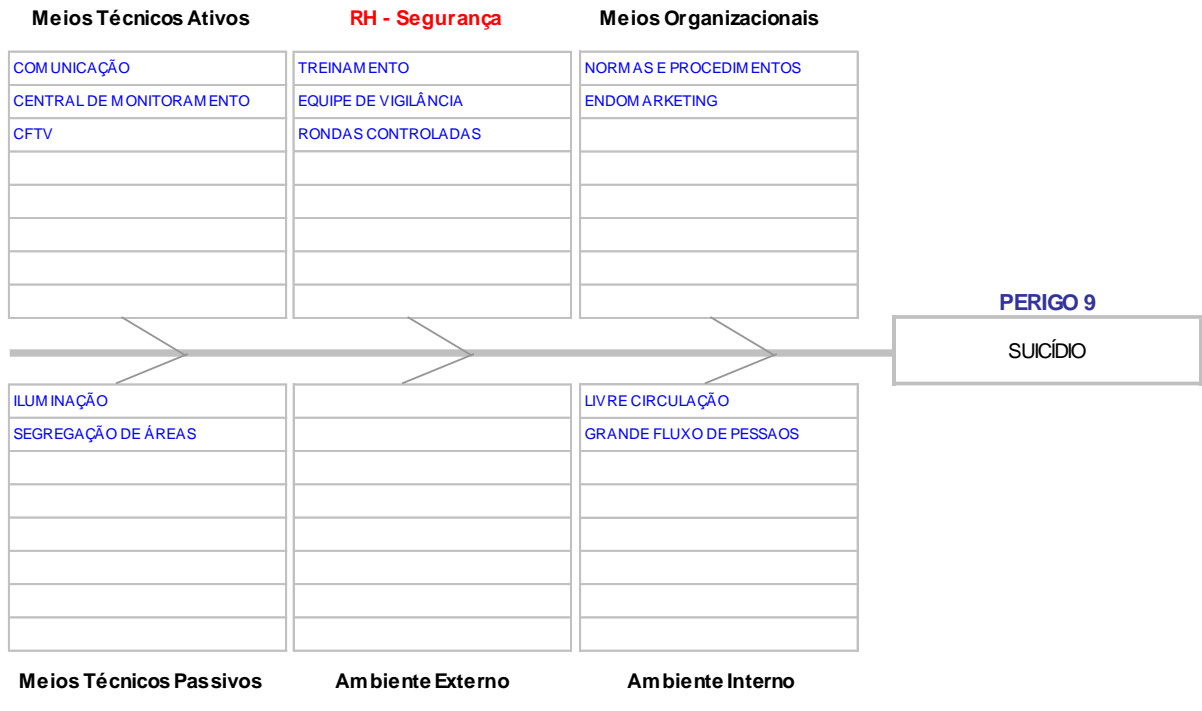 Meios Técnicos Ativos
RH - Segurança
Meios Organizacionais
COMUNICAÇÃO
TREINAMENTO
NORMAS E PROCEDIMENTOS
CENTRAL DE MONITORAMENTO
EQUIPE DE VIGILÂNCIA
ENDOMARKETING
CFTV
RONDAS CONTROLADAS
PERIGO 9
SUICÍDIO
ILUMINAÇÃO
LIVRE CIRCULAÇÃO
SEGREGAÇÃO DE ÁREAS
GRANDE FLUXO DE PESSAOS
Meios Técnicos Passivos
Ambiente Externo
Ambiente Interno